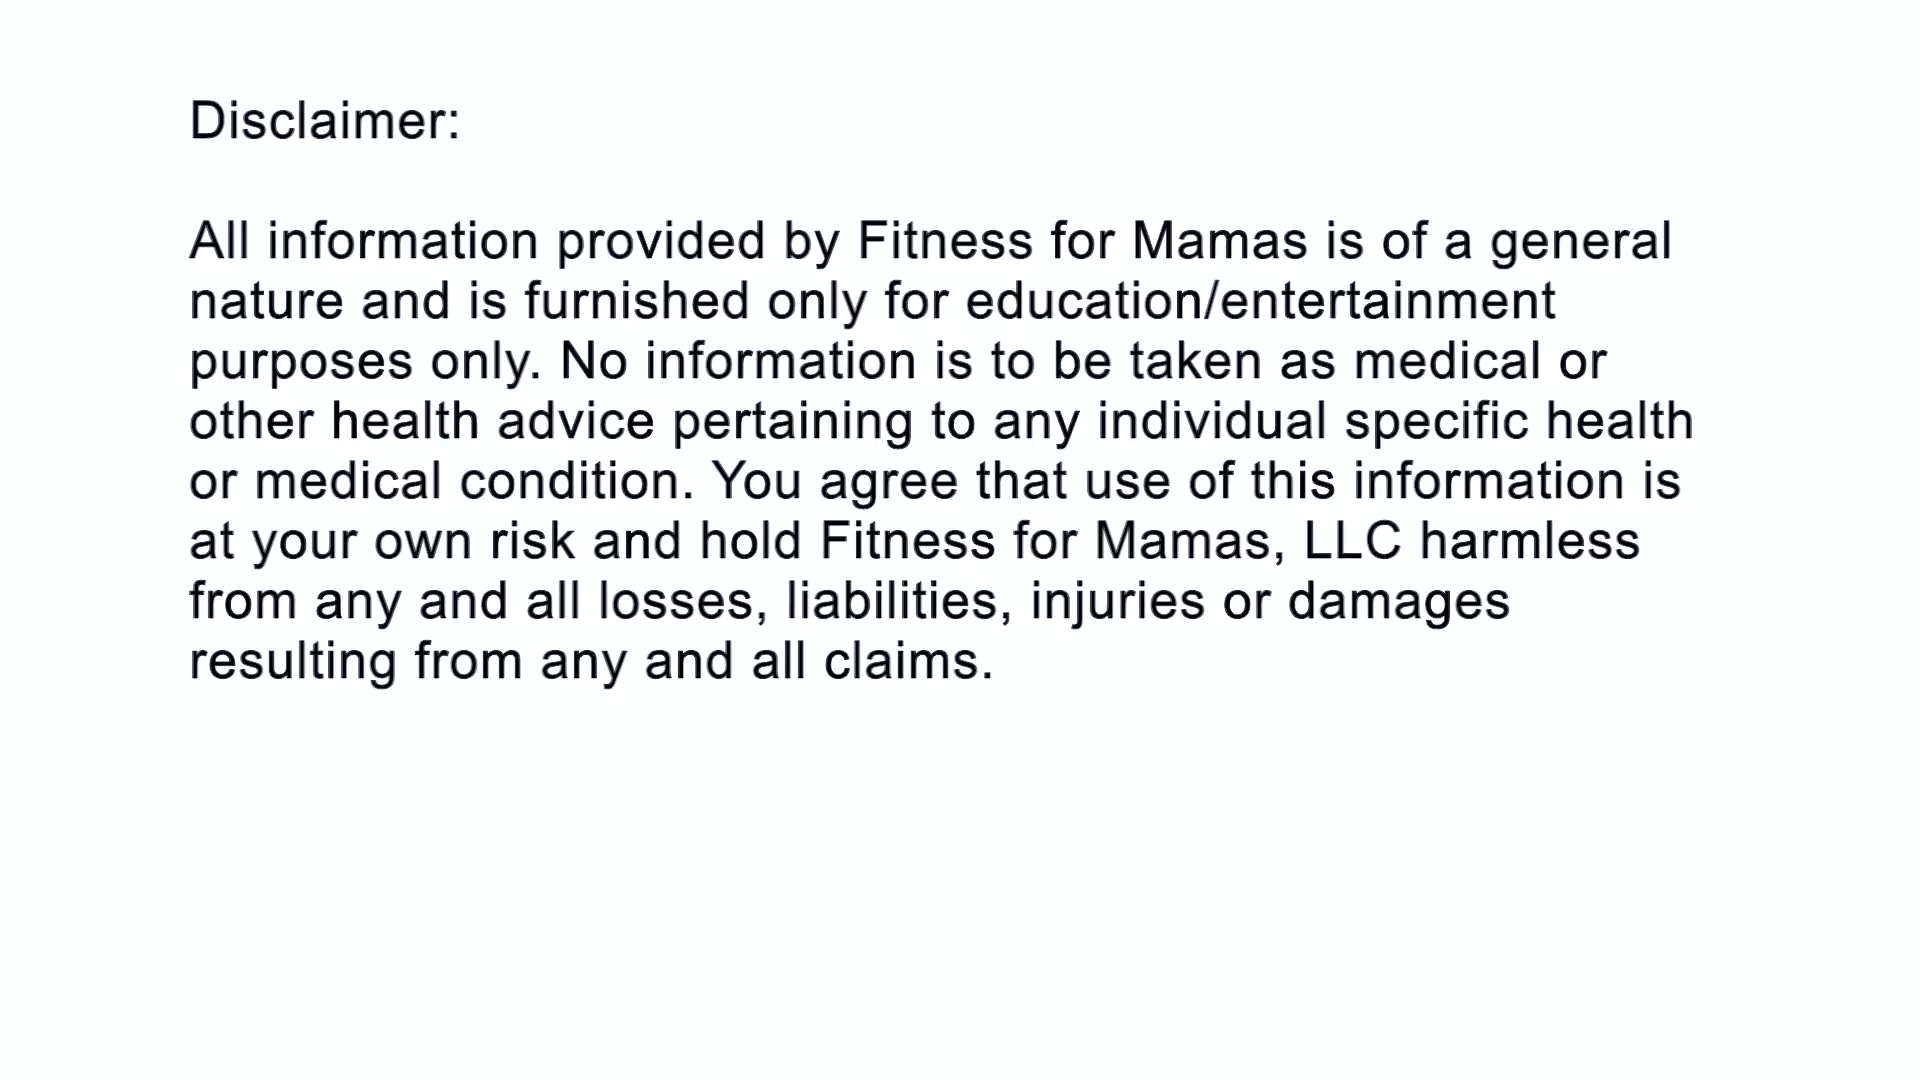 Disclaimer:
All information provided by Fitness for Mamas is of a general
nature and is furnished only for education/entertainment
purposes only. No information is to be taken as medical or
other health advice pertaining to any individual specific health
or medical condition. You agree that use of this information is
at your own risk and hold Fitness for Mamas, LLC harmless
from any and all losses, liabilities, injuries or damages
resulting from any and all claims.